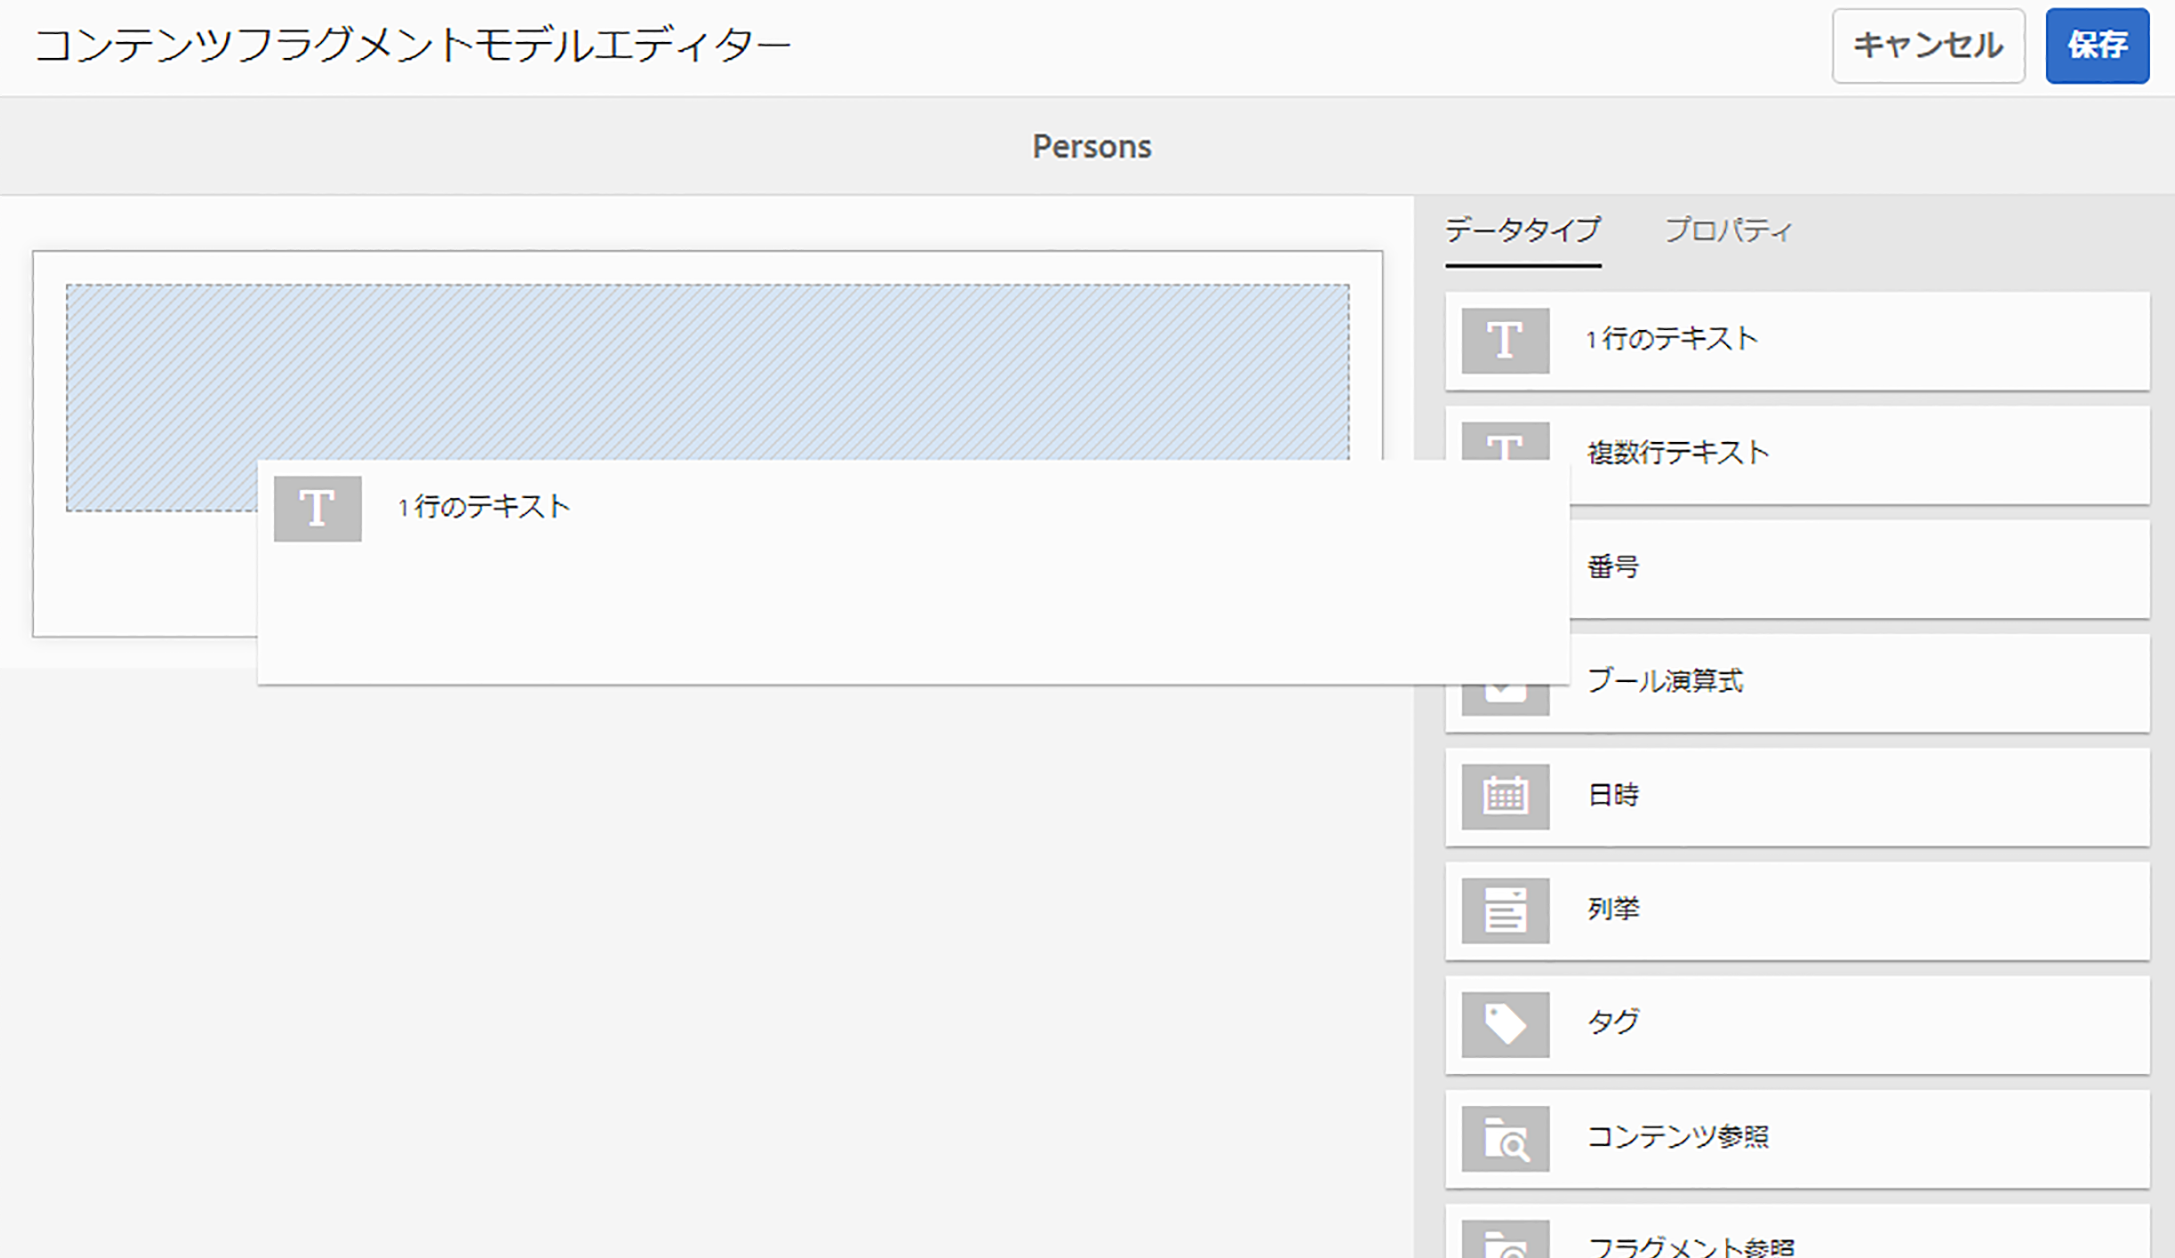 コンテンツフラグメントモデルエディター
キャンセル
保存
Persons
データタイプ
プロパティ
1 行のテキスト
複数行テキスト
1 行のテキスト
番号
ブール演算式
日時
列挙
タグ
コンテンツ参照
フラグメント参照